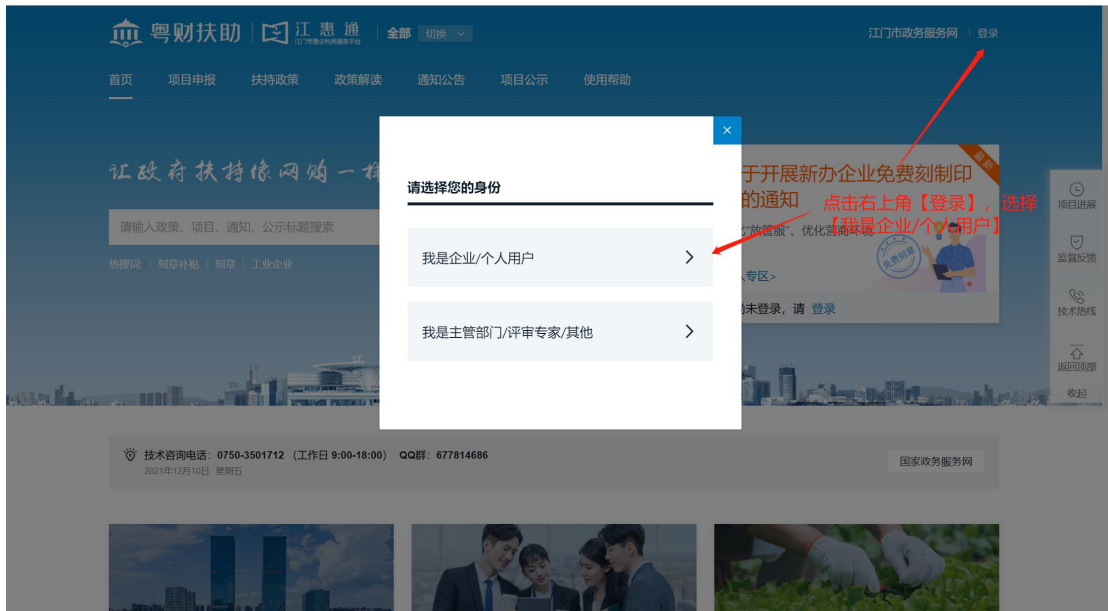 粤财扶助
江惠通
江门市惠企利民服务平台
全部
切换
江门市政务服务网
登录
首页
项目申报
扶持政策
政策解读
通知公告
项目公示
使用帮助
让政府扶持像网购一样
请选择您的身份
我是企业/个人用户
我是主管部门/评审专家/其他
请输入政策、项目、通知、公示标题搜索
热搜词
刻章补贴
刻章
工业企业
最新
于开展新办企业免费刻制印
的通知
点击右上角【登录】，选择
【我是企业/个人用户】
化"放管服"、优化营商环境
免费刻章
人专区>
尚未登录，请 登录
项目进展
监督反馈
技术热线
返回顶部
收起
技术咨询电话：0750-3501712 （工作日 9:00-18:00） QQ群：677814686
2021年12月10日 星期五
国家政务服务网